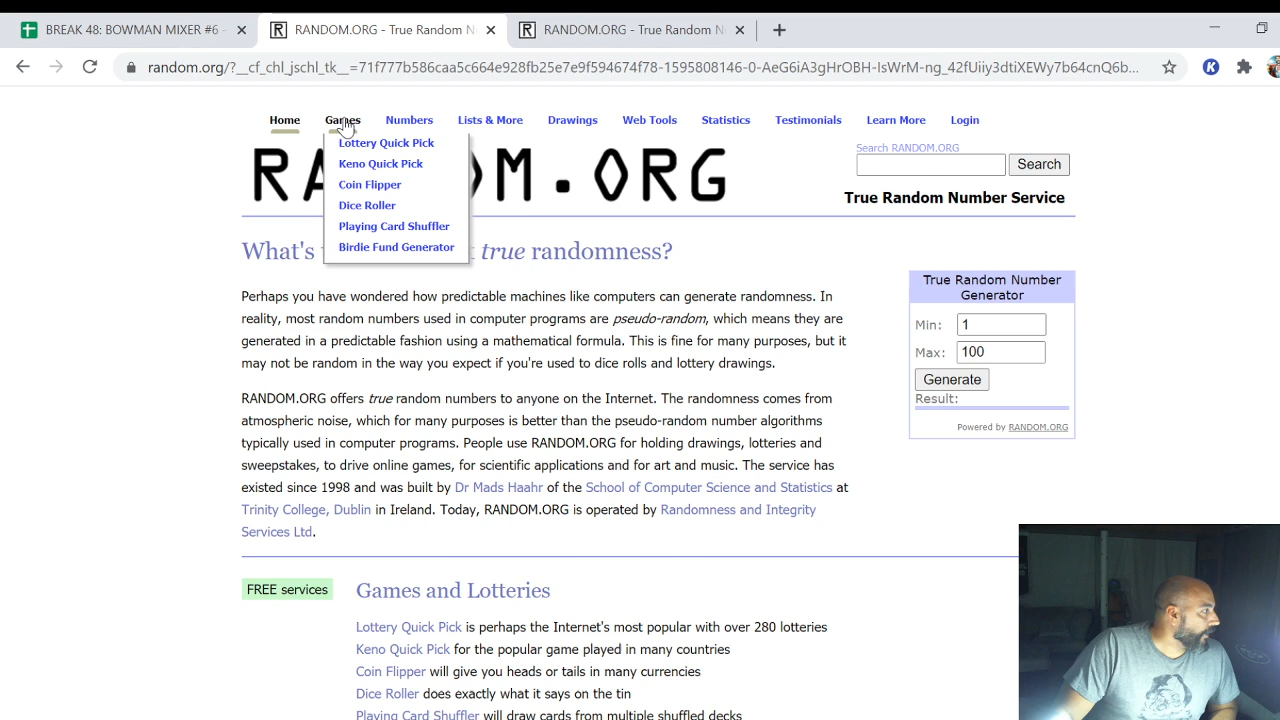 BREAK 48: BOWMAN MIXER #6 -
RANDOM.ORG - True Random N
RANDOM.ORG - True Random N
random.org/?__cf_chl_jschl_tk__=71f777b586caa5c664e928fb25e7e9f594674f78-1595808146-0-AeG6iA3gHrOBH-IsWrM-ng_42fUiiy3dtiXEWy7b64cnQ6b...
Home Games Numbers Lists & More Drawings Web Tools Statistics Testimonials Learn More Login
Lottery Quick Pick
Keno Quick Pick
Coin Flipper
Dice Roller
Playing Card Shuffler
Birdie Fund Generator
Search RANDOM.ORG
Search
True Random Number Service
What's
true randomness?
Perhaps you have wondered how predictable machines like computers can generate randomness. In
reality, most random numbers used in computer programs are pseudo-random, which means they are
generated in a predictable fashion using a mathematical formula. This is fine for many purposes, but it
may not be random in the way you expect if you're used to dice rolls and lottery drawings.
RANDOM.ORG offers true random numbers to anyone on the Internet. The randomness comes from
atmospheric noise, which for many purposes is better than the pseudo-random number algorithms
typically used in computer programs. People use RANDOM.ORG for holding drawings, lotteries and
sweepstakes, to drive online games, for scientific applications and for art and music. The service has
existed since 1998 and was built by Dr Mads Haahr of the School of Computer Science and Statistics at
Trinity College, Dublin in Ireland. Today, RANDOM.ORG is operated by Randomness and Integrity
Services Ltd.
True Random Number
Generator
Min: 1
Max: 100
Generate
Result:
Powered by RANDOM.ORG
FREE services
Games and Lotteries
Lottery Quick Pick is perhaps the Internet's most popular with over 280 lotteries
Keno Quick Pick for the popular game played in many countries
Coin Flipper will give you heads or tails in many currencies
Dice Roller does exactly what it says on the tin
Playing Card Shuffler will draw cards from multiple shuffled decks